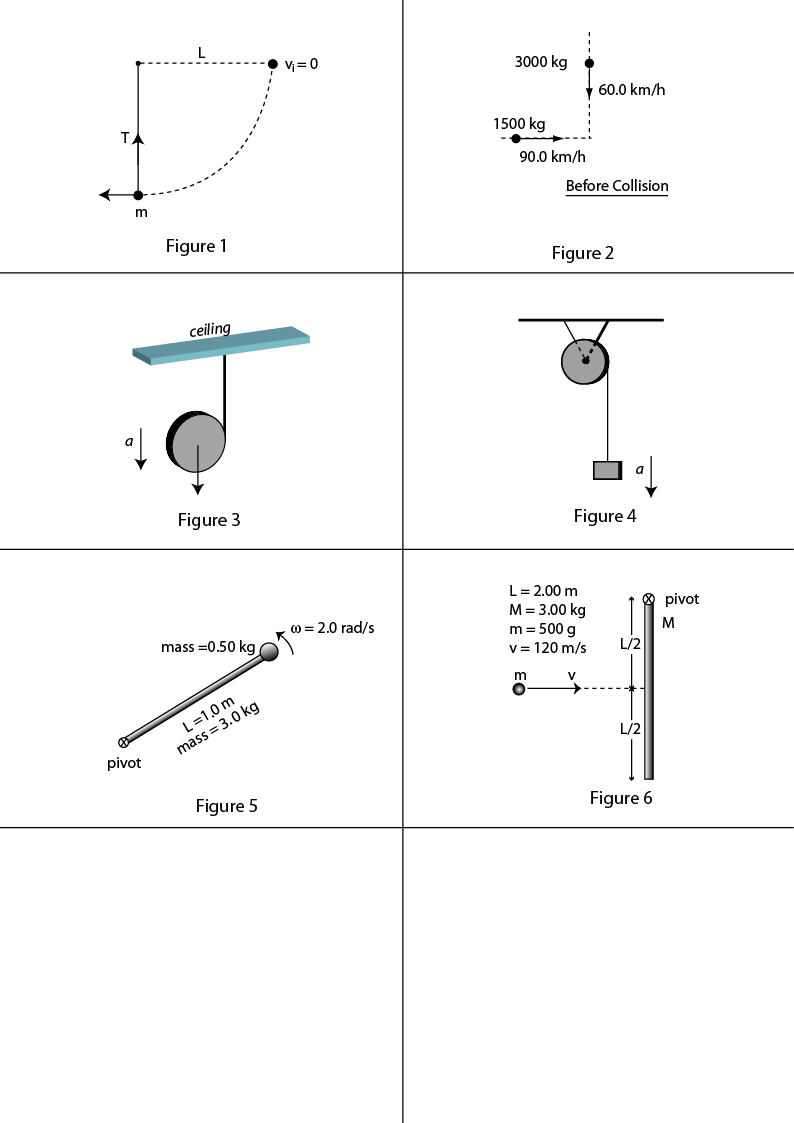 L
vi = 0
T
m
Figure 1
3000 kg
60.0 km/h
1500 kg
90.0 km/h
Before Collision
Figure 2
ceiling
a
Figure 3
a
Figure 4
ω = 2.0 rad/s
mass =0.50 kg
L =1.0 m
mass = 3.0 kg
pivot
Figure 5
L = 2.00 m
M = 3.00 kg
m = 500 g
v = 120 m/s
pivot
M
L/2
m
v
L/2
Figure 6